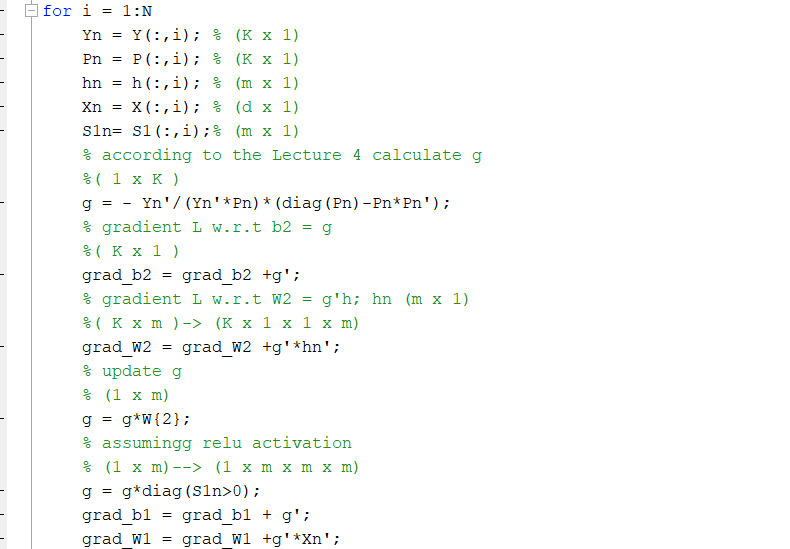 for i = 1:N
Yn = Y(:,i); % (K x 1)
Pn = P(:,i); % (K x 1)
hn = h(:,i); % (m x 1)
Xn = X(:,i); % (d x 1)
S1n= S1(:,i);% (m x 1)
% according to the Lecture 4 calculate g
%( 1 x K )
g = - Yn'/(Yn'*Pn)*(diag(Pn)-Pn*Pn');
% gradient L w.r.t b2 = g
%( K x 1 )
grad_b2 = grad_b2 +g';
% gradient L w.r.t W2 = g'h; hn (m x 1)
%( K x m )-> (K x 1 x 1 x m)
grad_W2 = grad_W2 +g'*hn';
% update g
% (1 x m)
g = g*W{2};
% assumingg relu activation
% (1 x m)--> (1 x m x m x m)
g = g*diag(S1n>0);
grad_b1 = grad_b1 + g';
grad_W1 = grad_W1 +g'*Xn';